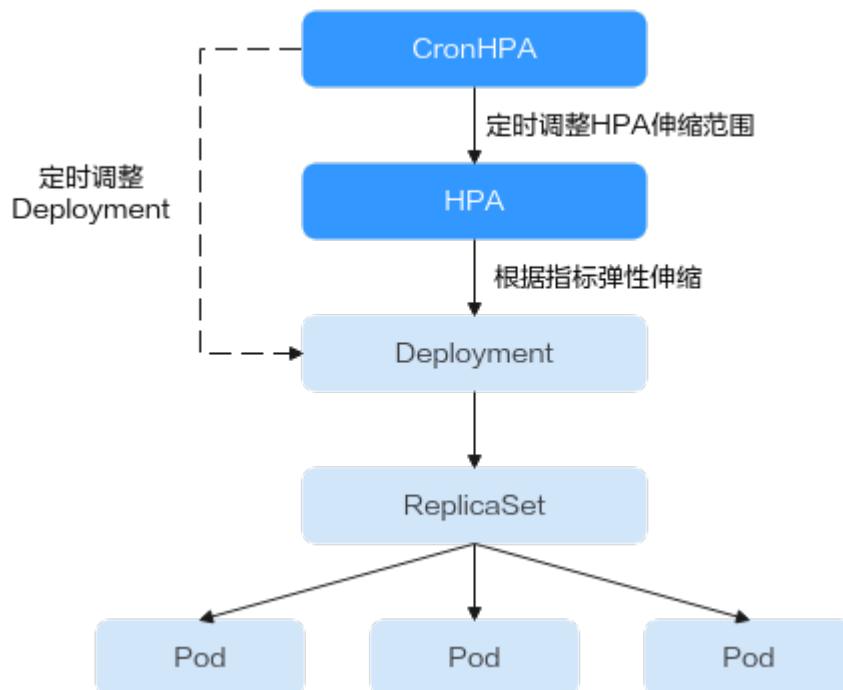 CronHPA
定时调整HPA伸缩范围
定时调整
Deployment
HPA
根据指标弹性伸缩
Deployment
ReplicaSet
Pod
Pod
Pod